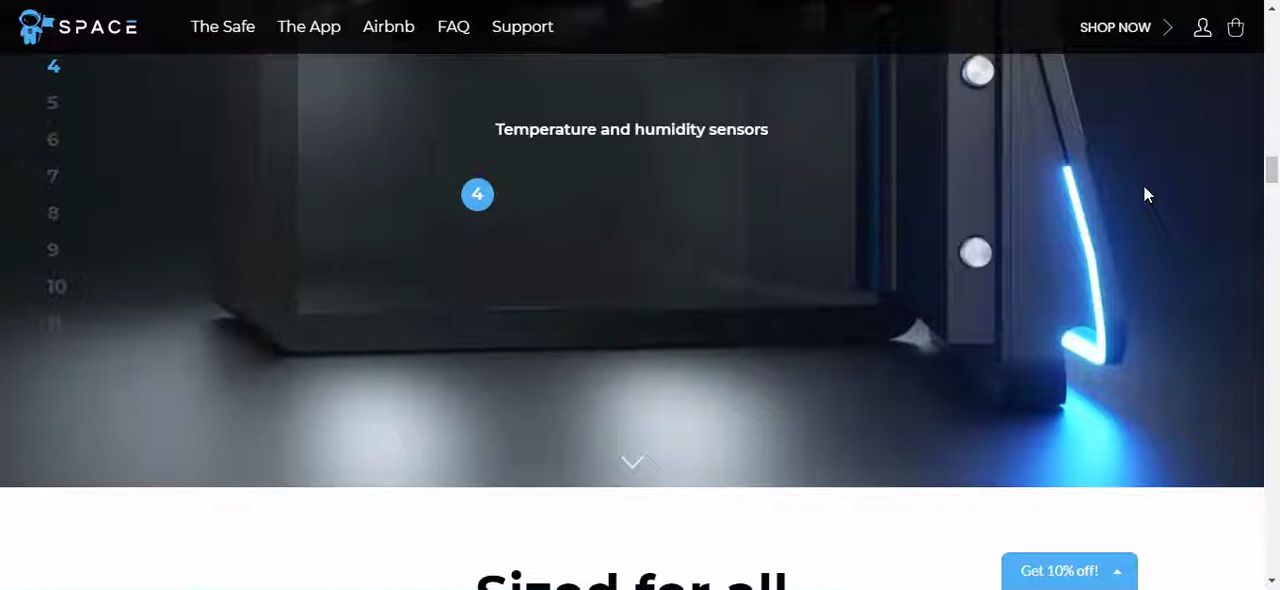 SPACE
The Safe
The App
Airbnb
FAQ
Support
SHOP NOW
4
5
6
7
8
9
10
11
Temperature and humidity sensors
4
Sized for all
Get 10% off!